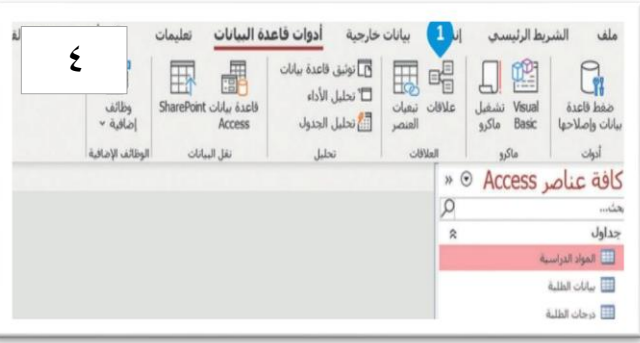 ملف الشريط الرئيسي إنـ 1 بيانات خارجية أدوات قاعدة البيانات تعليمات
٤
ضغط قاعدة بيانات وإصلاحها
Visual Basic
تشغيل ماكرو
علاقات
تبعيات العنصر
توثيق قاعدة بيانات
تحليل الأداء
تحليل الجدول
قاعدة بيانات Access
SharePoint
وظائف إضافية
أدوات ماكرو العلاقات تحليل نقل البيانات الوظائف الإضافية
كافة عناصر Access
بحث...
جداول
المواد الدراسية
بيانات الطلبة
درجات الطلبة